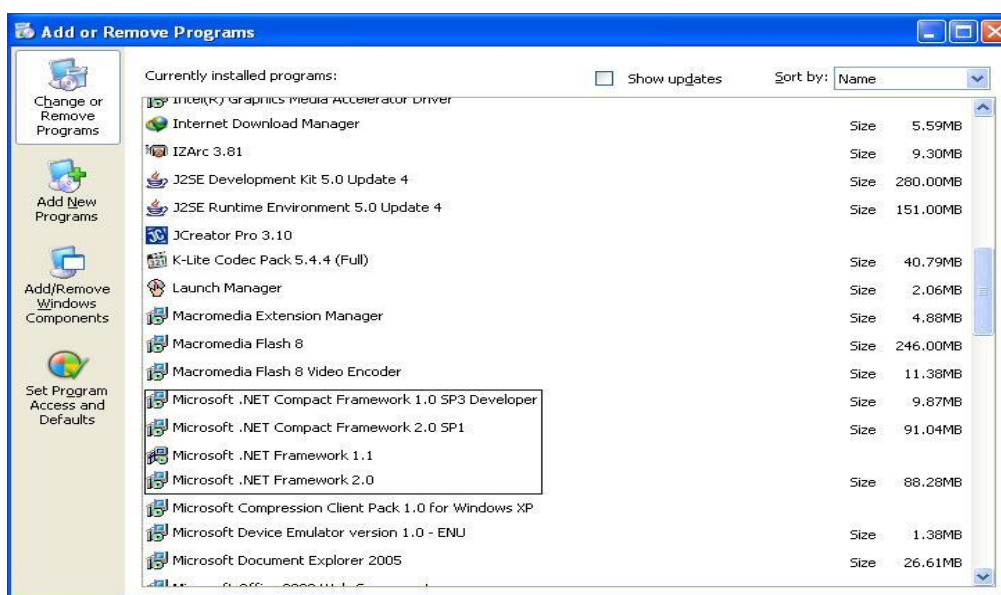 Add or Remove Programs
Change or Remove Programs
Currently installed programs:
Show updates
Sort by: Name
Intel(R) Graphics Media Accelerator Driver
Internet Download Manager Size 5.59MB
IZArc 3.81 Size 9.30MB
J2SE Development Kit 5.0 Update 4 Size 280.00MB
Add New Programs
J2SE Runtime Environment 5.0 Update 4 Size 151.00MB
JCreator Pro 3.10
K-Lite Codec Pack 5.4.4 (Full) Size 40.79MB
Add/Remove Windows Components
Launch Manager Size 2.06MB
Macromedia Extension Manager Size 4.88MB
Macromedia Flash 8 Size 246.00MB
Macromedia Flash 8 Video Encoder Size 11.38MB
Set Program Access and Defaults
Microsoft .NET Compact Framework 1.0 SP3 Developer Size 9.87MB
Microsoft .NET Compact Framework 2.0 SP1 Size 91.04MB
Microsoft .NET Framework 1.1
Microsoft .NET Framework 2.0 Size 88.28MB
Microsoft Compression Client Pack 1.0 for Windows XP
Microsoft Device Emulator version 1.0 - ENU Size 1.38MB
Microsoft Document Explorer 2005 Size 26.61MB